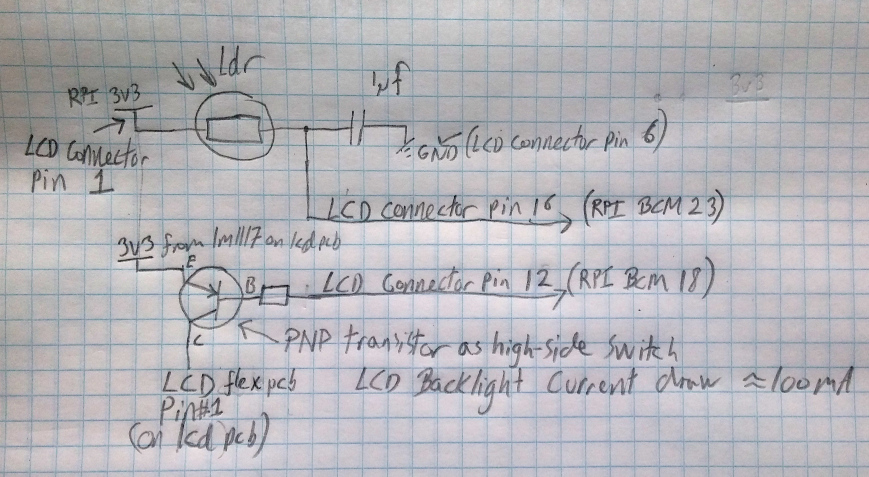 Ldr
1µf
3v3
RPI 3v3
LCD Connector
Pin 1
GND (LCD connector pin 6)
LCD connector pin 16 (RPI BCM 23)
3v3 from lm1117 on lcd pcb
E
B
LCD Connector pin 12 (RPI BCM 18)
C
PNP transistor as high-side switch
LCD flex pcb
Pin#1
(on lcd pcb)
LCD Backlight Current draw ≈100mA